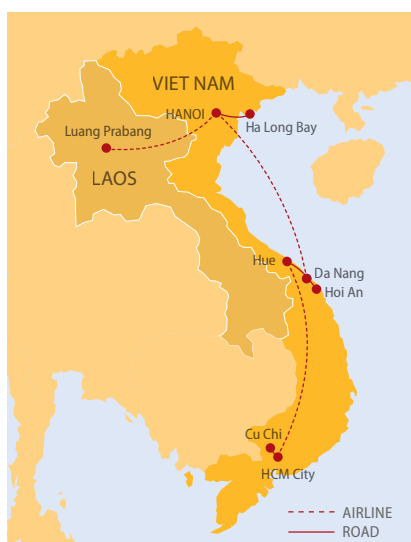 VIET NAM
HANOI
Ha Long Bay
Luang Prabang
LAOS
Hue
Da Nang
Hoi An
Cu Chi
HCM City
AIRLINE
ROAD